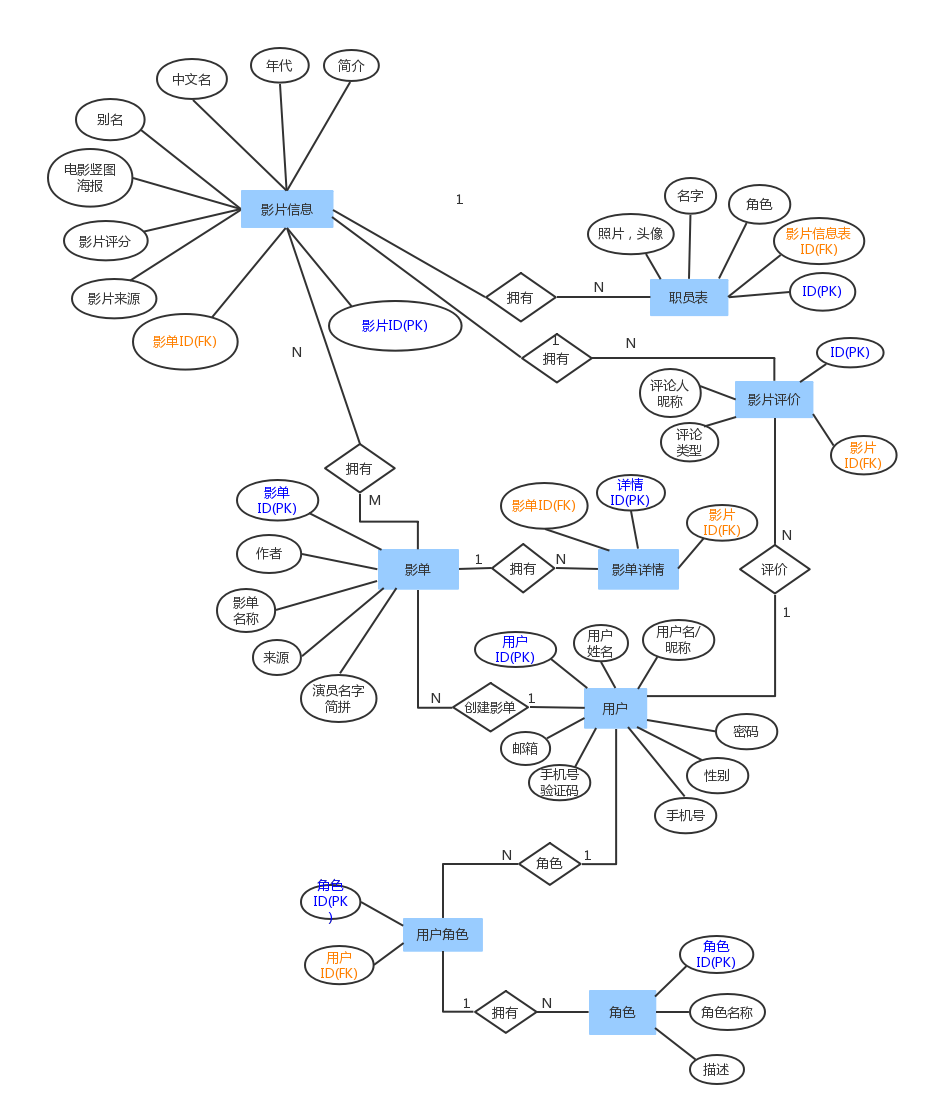 年代
简介
中文名
别名
电影竖图
海报
影片信息
1
名字
角色
影片评分
照片，头像
影片信息表
ID(FK)
影片来源
拥有
N
职员表
ID(PK)
影单ID(FK)
影片ID(PK)
N
1
拥有
N
ID(PK)
评论人
昵称
影片评价
评论
类型
影片
ID(FK)
拥有
M
影单
ID(PK)
影单ID(FK)
详情
ID(PK)
影片
ID(FK)
N
作者
影单
1
拥有
N
影单详情
评价
影单
名称
1
来源
用户
ID(PK)
用户
姓名
用户名/
昵称
演员名字
简拼
N
创建影单
1
用户
邮箱
密码
手机号
验证码
性别
手机号
N
角色
1
角色
ID(PK
)
用户角色
用户
ID(FK)
角色
ID(PK)
1
拥有
N
角色
角色名称
描述